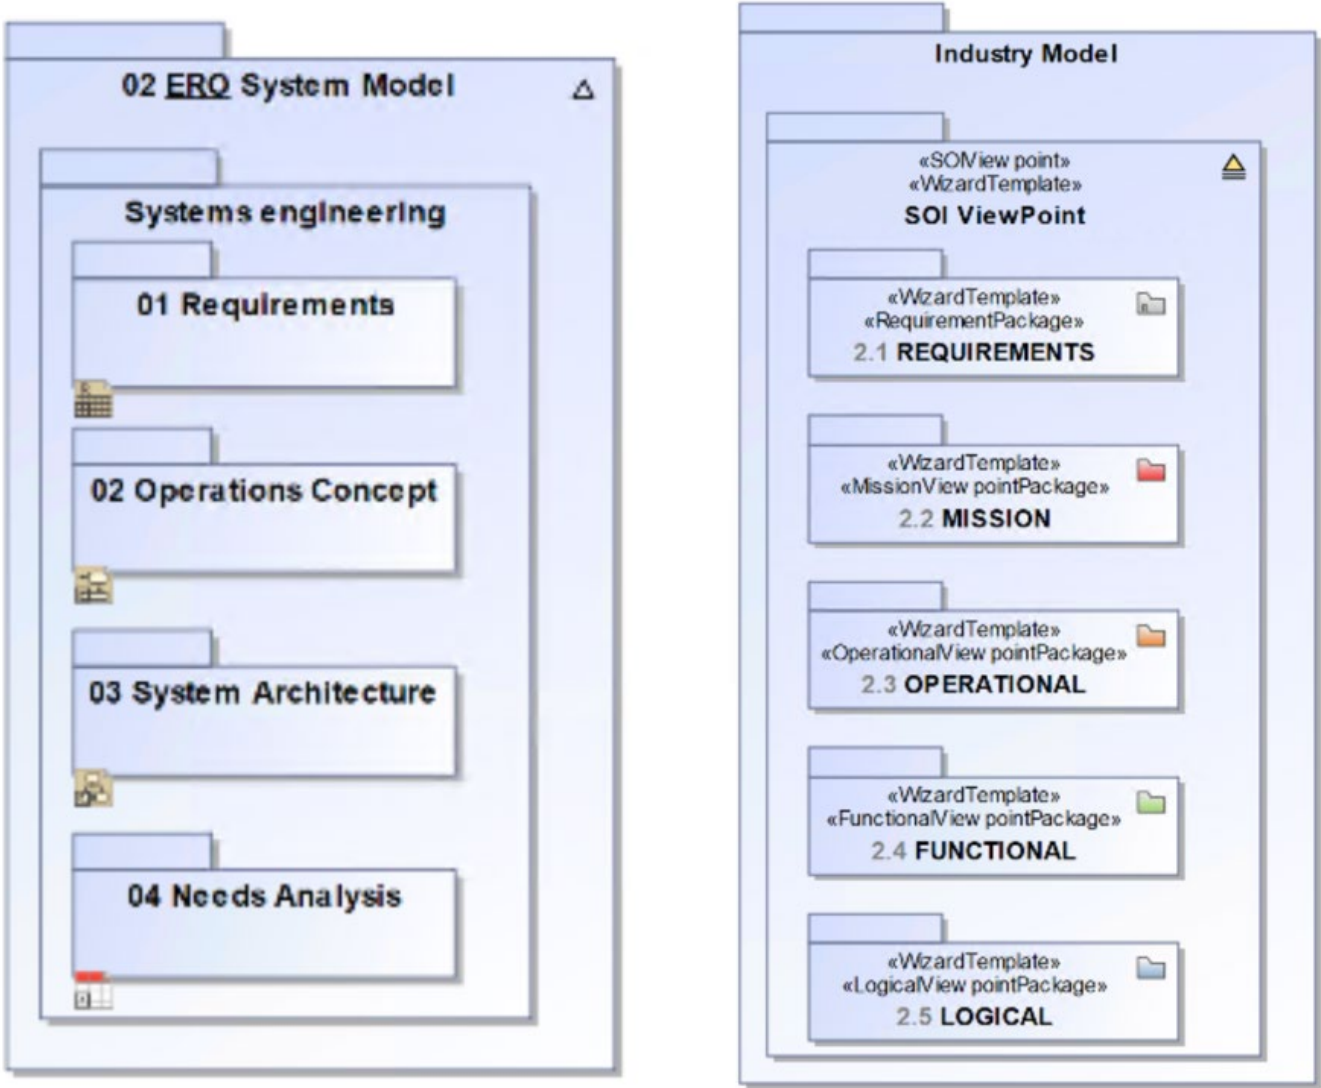 02 ERO System Model
Systems engineering
01 Requirements
02 Operations Concept
03 System Architecture
04 Needs Analysis
Industry Model
«SOIView point»
«WizardTemplate»
SOI ViewPoint
«WizardTemplate»
«RequirementPackage»
2.1 REQUIREMENTS
«WizardTemplate»
«MissionView pointPackage»
2.2 MISSION
«WizardTemplate»
«OperationalView pointPackage»
2.3 OPERATIONAL
«WizardTemplate»
«FunctionalView pointPackage»
2.4 FUNCTIONAL
«WizardTemplate»
«LogicalView pointPackage»
2.5 LOGICAL